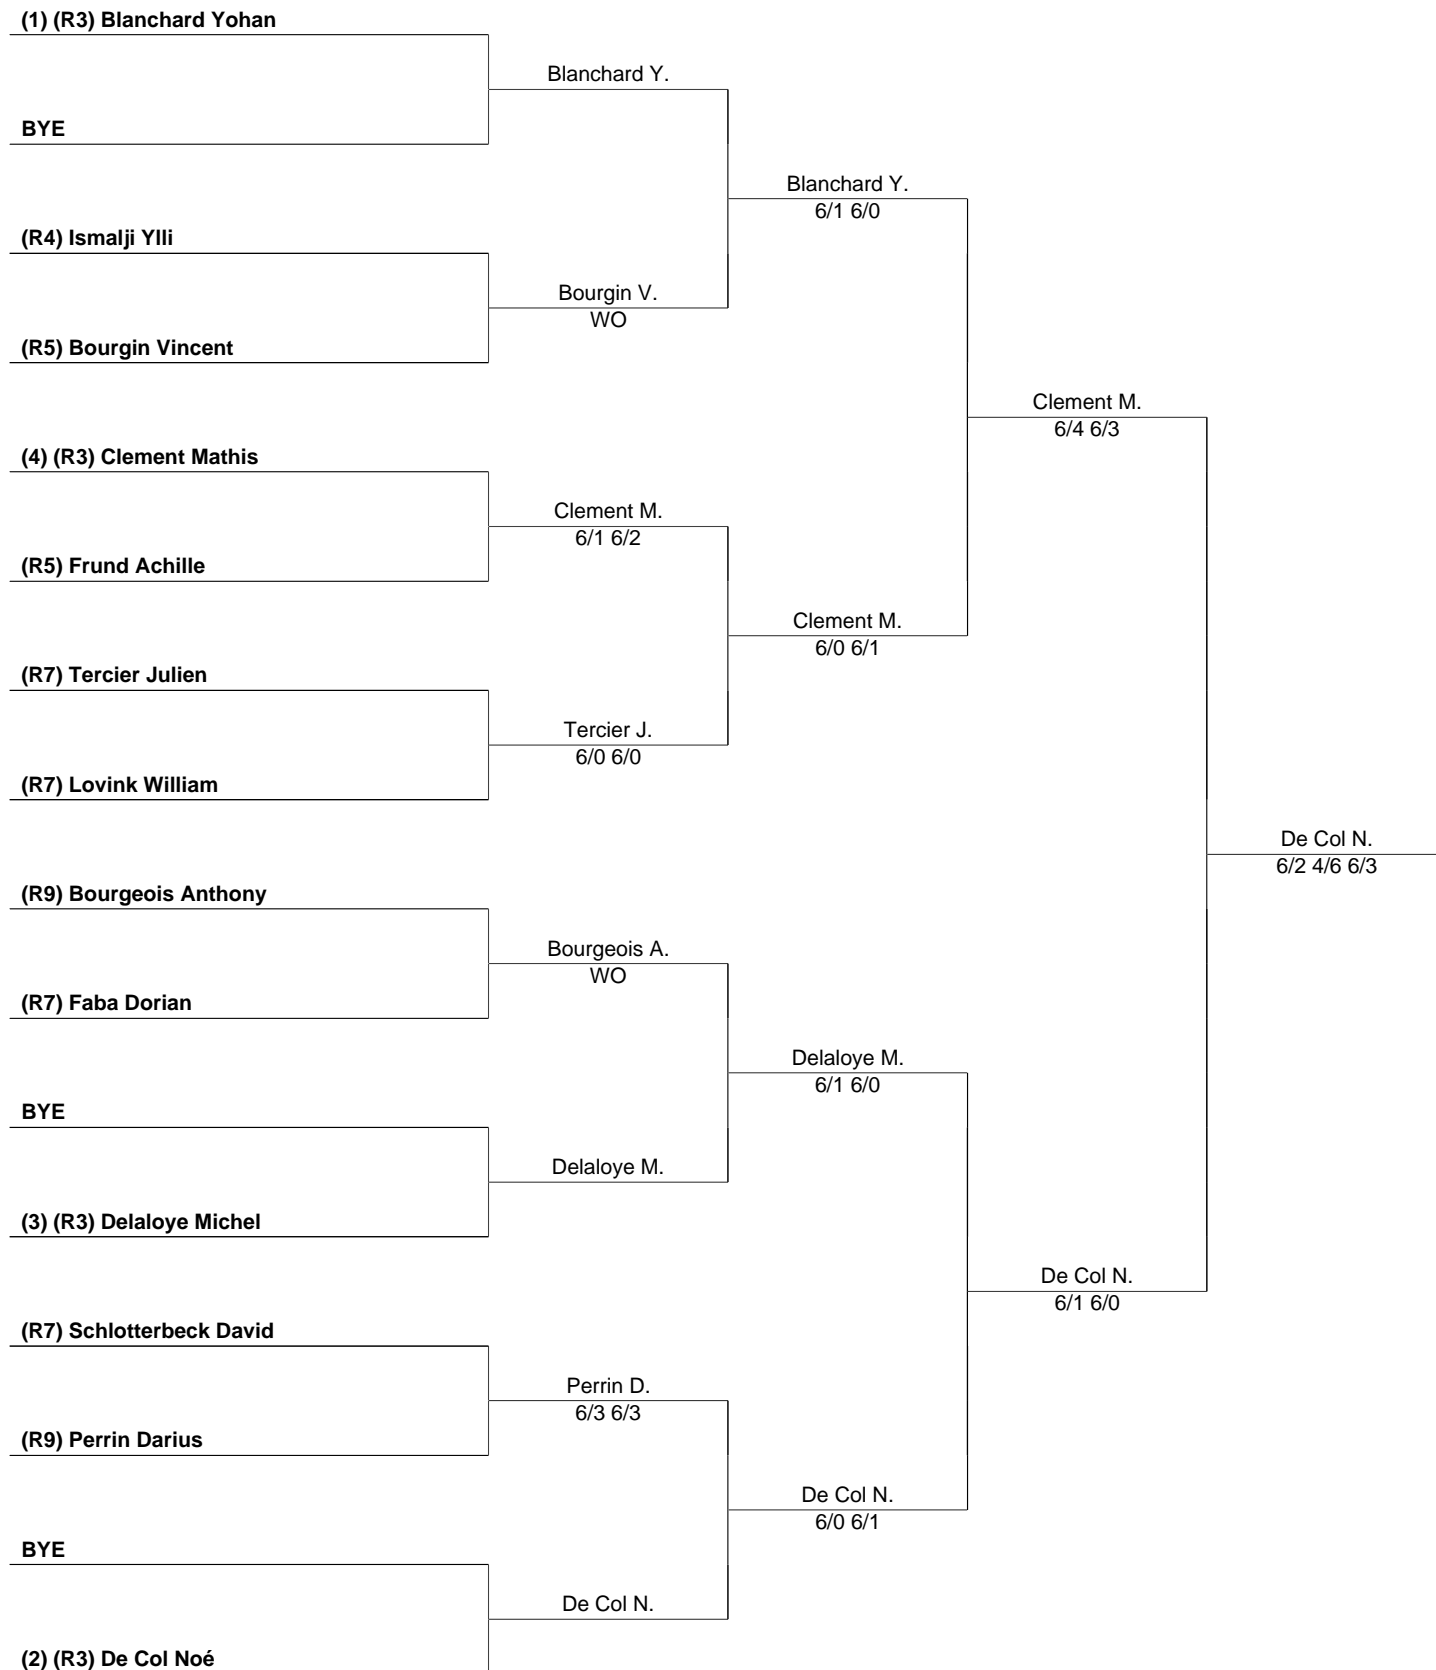 (1) (R3) Blanchard Yohan
Blanchard Y.
BYE
Blanchard Y.
6/1 6/0
(R4) Ismalji Ylli
Bourgin V.
WO
(R5) Bourgin Vincent
Clement M.
6/4 6/3
(4) (R3) Clement Mathis
Clement M.
6/1 6/2
(R5) Frund Achille
Clement M.
6/0 6/1
(R7) Tercier Julien
Tercier J.
6/0 6/0
(R7) Lovink William
De Col N.
6/2 4/6 6/3
(R9) Bourgeois Anthony
Bourgeois A.
WO
(R7) Faba Dorian
Delaloye M.
6/1 6/0
BYE
Delaloye M.
(3) (R3) Delaloye Michel
De Col N.
6/1 6/0
(R7) Schlotterbeck David
Perrin D.
6/3 6/3
(R9) Perrin Darius
De Col N.
6/0 6/1
BYE
De Col N.
(2) (R3) De Col Noé